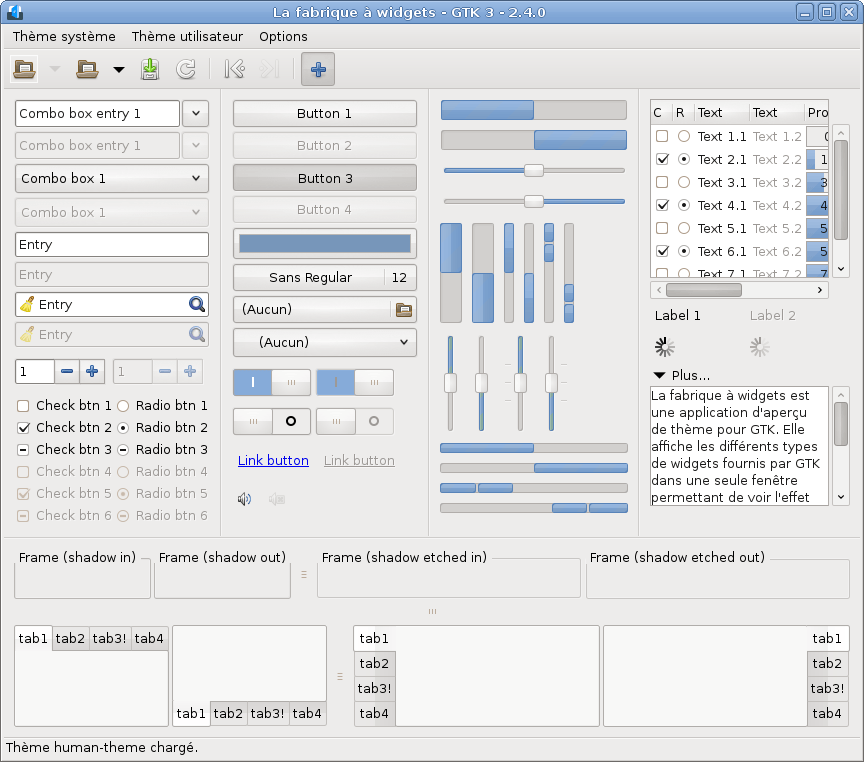 La fabrique à widgets - GTK 3 - 2.4.0
Thème système Thème utilisateur Options
Combo box entry 1
Combo box entry 1
Combo box 1
Combo box 1
Entry
Entry
Entry
Entry
1 1
Check btn 1 Radio btn 1
Check btn 2 Radio btn 2
Check btn 3 Radio btn 3
Check btn 4 Radio btn 4
Check btn 5 Radio btn 5
Check btn 6 Radio btn 6
Button 1
Button 2
Button 3
Button 4
Sans Regular 12
(Aucun)
(Aucun)
Link button Link button
C R Text Text Pro
Text 1.1 Text 1.2 0
Text 2.1 Text 2.2 1
Text 3.1 Text 3.2 3
Text 4.1 Text 4.2 4
Text 5.1 Text 5.2 5
Text 6.1 Text 6.2 5
Text 7.1 Text 7.2 7
Label 1 Label 2
Plus...
La fabrique à widgets est
une application d'aperçu
de thème pour GTK. Elle
affiche les différents types
de widgets fournis par GTK
dans une seule fenêtre
permettant de voir l'effet
Frame (shadow in) Frame (shadow out) Frame (shadow etched in) Frame (shadow etched out)
tab1 tab2 tab3! tab4
tab1 tab2 tab3! tab4
tab1
tab2
tab3!
tab4
tab1
tab2
tab3!
tab4
Thème human-theme chargé.